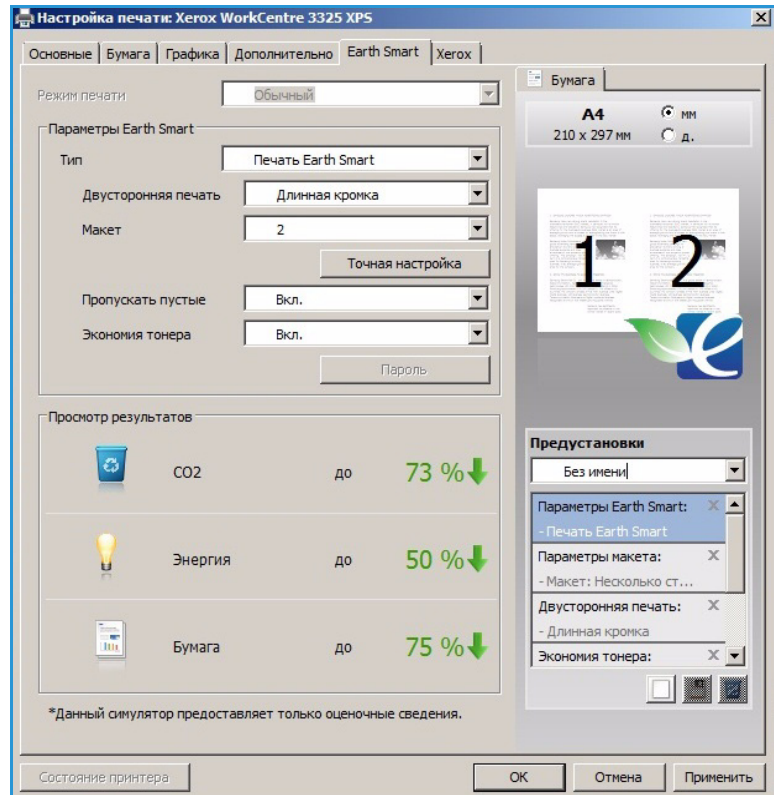 Настройка печати: Xerox WorkCentre 3325 XPS
Основные Бумага Графика Дополнительно Earth Smart Xerox
Режим печати Обычный
Параметры Earth Smart
Тип Печать Earth Smart
Двусторонняя печать Длинная кромка
Макет 2
Точная настройка
Пропускать пустые Вкл.
Экономия тонера Вкл.
Пароль
Просмотр результатов
CO2 до 73 %
Энергия до 50 %
Бумага до 75 %
*Данный симулятор предоставляет только оценочные сведения.
Бумага
A4
210 x 297 мм
мм
д.
1 2
Предустановки
Без имени
Параметры Earth Smart: X
- Печать Earth Smart
Параметры макета: X
- Макет: Несколько ст...
Двусторонняя печать: X
- Длинная кромка
Экономия тонера: X
Состояние принтера
OK Отмена Применить